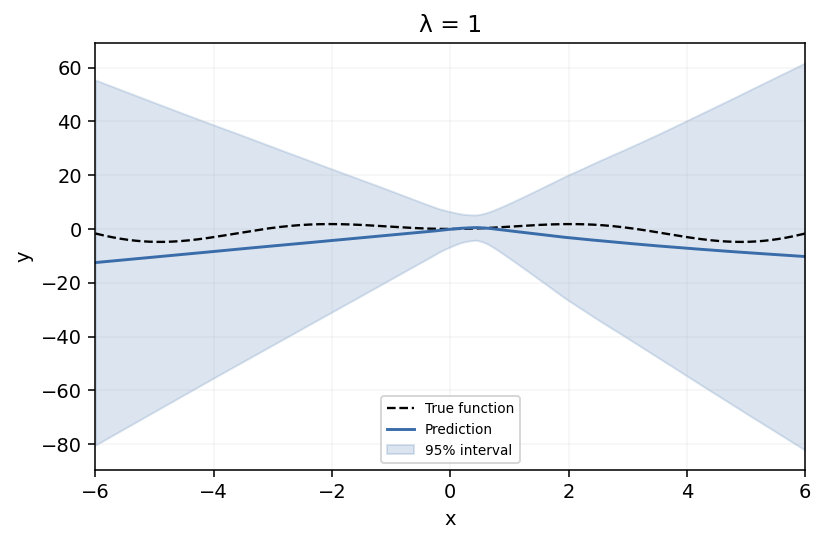 λ = 1
60
40
20
0
−20
−40
−60
−80
y
True function
Prediction
95% interval
−6 −4 −2 0 2 4 6
x